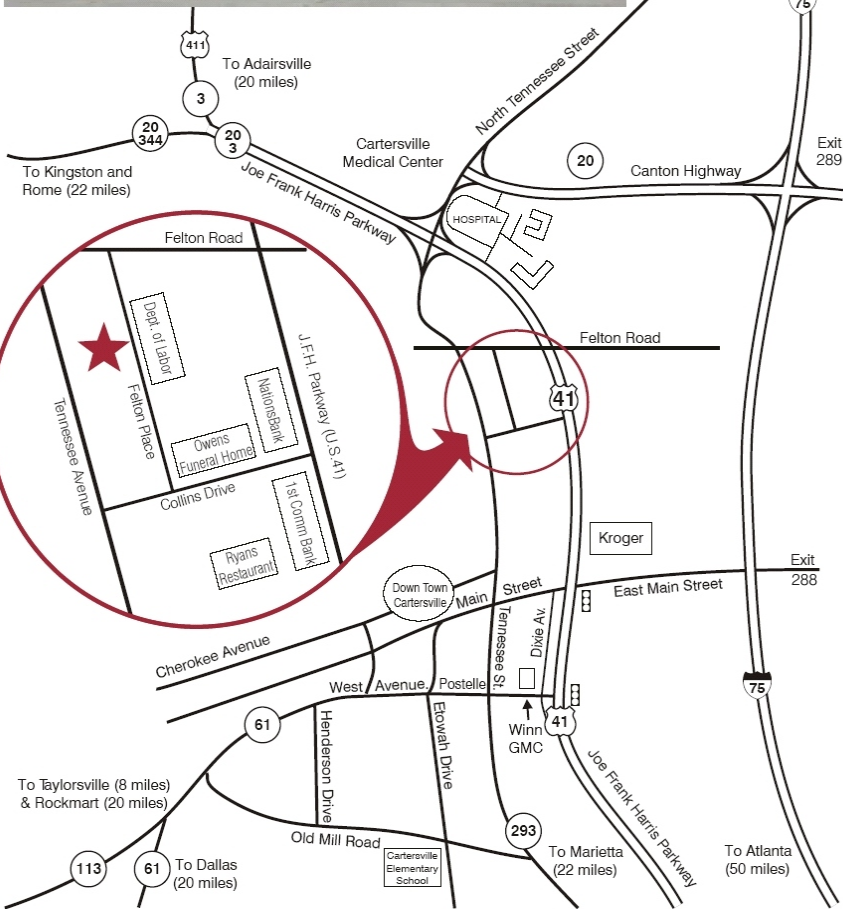 75
411
To Adairsville
(20 miles)
3
North Tennessee Street
20
344
20
3
To Kingston and
Rome (22 miles)
Joe Frank Harris Parkway
Cartersville
Medical Center
20
Canton Highway
Exit
289
HOSPITAL
Felton Road
Dept. of Labor
Felton Place
Tennessee Avenue
NationsBank
J.F.H. Parkway (U.S.41)
Owens
Funeral Home
Collins Drive
1st Comm Bank
Ryans
Restaurant
Felton Road
41
Kroger
Exit
288
East Main Street
Down Town
Cartersville
Main Street
Cherokee Avenue
Tennessee St.
Dixie Av.
West Avenue
Postelle
75
Winn
GMC
41
61
Henderson Drive
Etowah Drive
Joe Frank Harris Parkway
To Taylorsville (8 miles)
& Rockmart (20 miles)
Old Mill Road
293
Cartersville
Elementary
School
To Marietta
(22 miles)
To Atlanta
(50 miles)
113
61
To Dallas
(20 miles)